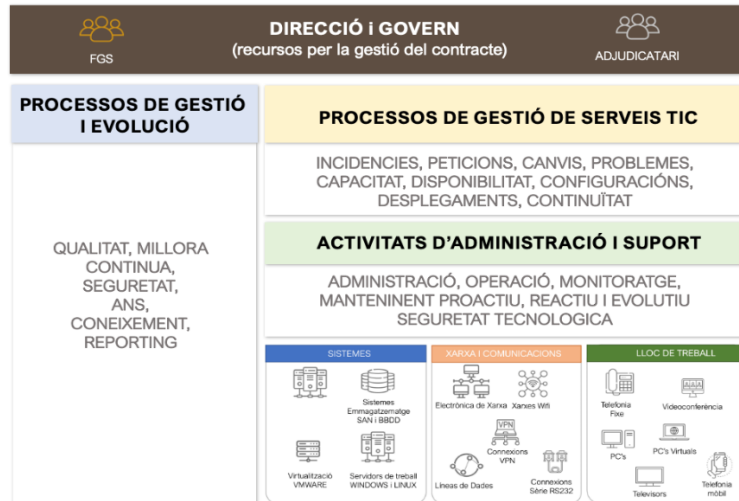 DIRECCIÓ i GOVERN
(recursos per la gestió del contracte)
FGS
ADJUDICATARI
PROCESSOS DE GESTIÓ
I EVOLUCIÓ
QUALITAT, MILLORA
CONTINUA,
SEGURETAT,
ANS,
CONEIXEMENT,
REPORTING
PROCESSOS DE GESTIÓ DE SERVEIS TIC
INCIDENCIES, PETICIONS, CANVIS, PROBLEMES,
CAPACITAT, DISPONIBILITAT, CONFIGURACIÓNS,
DESPLEGAMENTS, CONTINUÏTAT
ACTIVITATS D’ADMINISTRACIÓ I SUPORT
ADMINISTRACIÓ, OPERACIÓ, MONITORATGE,
MANTENINENT PROACTIU, REACTIU I EVOLUTIU
SEGURETAT TECNOLOGICA
SISTEMES
Sistemes
Emmagatzematge
SAN i BBDD
Virtualització
VMWARE
Servidors de treball
WINDOWS i LINUX
XARXA I COMUNICACIONS
Electrònica de Xarxa
Xarxes Wifi
VPN
Connexions
VPN
Línies de Dades
Connexions
Sèrie RS232
LLOC DE TREBALL
Telefonia
Fixe
Videoconferència
PC's
PC's Virtuals
Televisors
Telefonia
mòbil